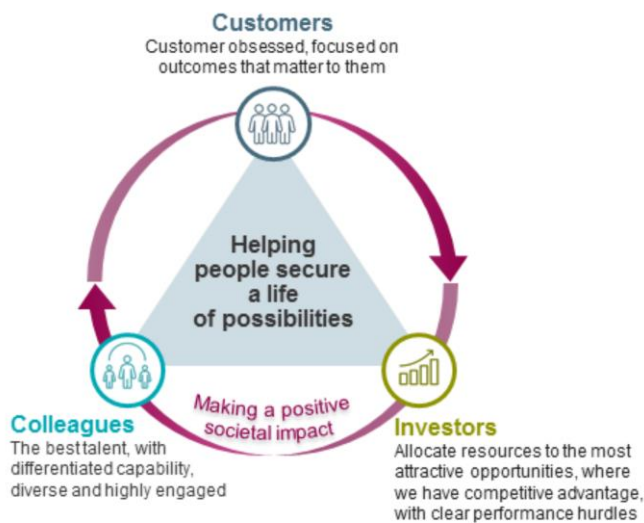 Customers
Customer obsessed, focused on
outcomes that matter to them
Helping
people secure
a life
of possibilities
Making a positive
societal impact
Colleagues
The best talent, with
differentiated capability,
diverse and highly engaged
Investors
Allocate resources to the most
attractive opportunities, where
we have competitive advantage,
with clear performance hurdles